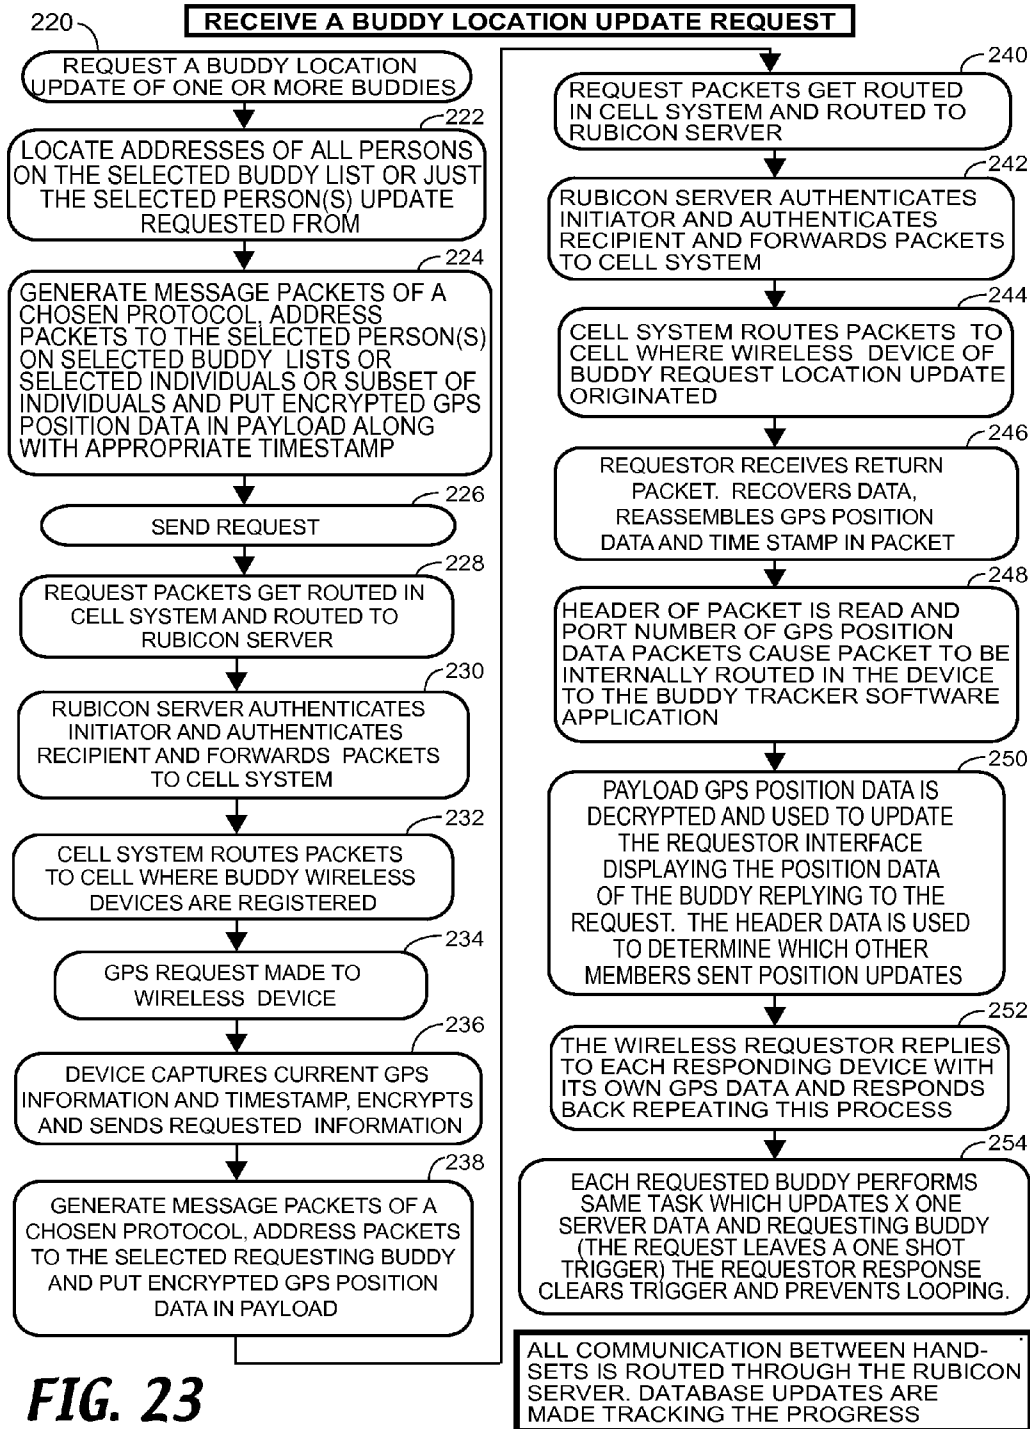 RECEIVE A BUDDY LOCATION UPDATE REQUEST
220
REQUEST A BUDDY LOCATION
UPDATE OF ONE OR MORE BUDDIES
222
LOCATE ADDRESSES OF ALL PERSONS
ON THE SELECTED BUDDY LIST OR JUST
THE SELECTED PERSON(S) UPDATE
REQUESTED FROM
224
GENERATE MESSAGE PACKETS OF A
CHOSEN PROTOCOL, ADDRESS
PACKETS TO THE SELECTED PERSON(S)
ON SELECTED BUDDY LISTS OR
SELECTED INDIVIDUALS OR SUBSET OF
INDIVIDUALS AND PUT ENCRYPTED GPS
POSITION DATA IN PAYLOAD ALONG
WITH APPROPRIATE TIMESTAMP
226
SEND REQUEST
228
REQUEST PACKETS GET ROUTED IN
CELL SYSTEM AND ROUTED TO
RUBICON SERVER
230
RUBICON SERVER AUTHENTICATES
INITIATOR AND AUTHENTICATES
RECIPIENT AND FORWARDS PACKETS
TO CELL SYSTEM
232
CELL SYSTEM ROUTES PACKETS
TO CELL WHERE BUDDY WIRELESS
DEVICES ARE REGISTERED
234
GPS REQUEST MADE TO
WIRELESS DEVICE
236
DEVICE CAPTURES CURRENT GPS
INFORMATION AND TIMESTAMP, ENCRYPTS
AND SENDS REQUESTED INFORMATION
238
GENERATE MESSAGE PACKETS OF A
CHOSEN PROTOCOL, ADDRESS PACKETS
TO THE SELECTED REQUESTING BUDDY
AND PUT ENCRYPTED GPS POSITION
DATA IN PAYLOAD
240
REQUEST PACKETS GET ROUTED
IN CELL SYSTEM AND ROUTED TO
RUBICON SERVER
242
RUBICON SERVER AUTHENTICATES
INITIATOR AND AUTHENTICATES
RECIPIENT AND FORWARDS PACKETS
TO CELL SYSTEM
244
CELL SYSTEM ROUTES PACKETS TO
CELL WHERE WIRELESS DEVICE OF
BUDDY REQUEST LOCATION UPDATE
ORIGINATED
246
REQUESTOR RECEIVES RETURN
PACKET. RECOVERS DATA,
REASSEMBLES GPS POSITION
DATA AND TIME STAMP IN PACKET
248
HEADER OF PACKET IS READ AND
PORT NUMBER OF GPS POSITION
DATA PACKETS CAUSE PACKET TO BE
INTERNALLY ROUTED IN THE DEVICE
TO THE BUDDY TRACKER SOFTWARE
APPLICATION
250
PAYLOAD GPS POSITION DATA IS
DECRYPTED AND USED TO UPDATE
THE REQUESTOR INTERFACE
DISPLAYING THE POSITION DATA
OF THE BUDDY REPLYING TO THE
REQUEST. THE HEADER DATA IS USED
TO DETERMINE WHICH OTHER
MEMBERS SENT POSITION UPDATES
252
THE WIRELESS REQUESTOR REPLIES
TO EACH RESPONDING DEVICE WITH
ITS OWN GPS DATA AND RESPONDS
BACK REPEATING THIS PROCESS
254
EACH REQUESTED BUDDY PERFORMS
SAME TASK WHICH UPDATES X ONE
SERVER DATA AND REQUESTING BUDDY
(THE REQUEST LEAVES A ONE SHOT
TRIGGER) THE REQUESTOR RESPONSE
CLEARS TRIGGER AND PREVENTS LOOPING.
ALL COMMUNICATION BETWEEN HAND-
SETS IS ROUTED THROUGH THE RUBICON
SERVER. DATABASE UPDATES ARE
MADE TRACKING THE PROGRESS
FIG. 23